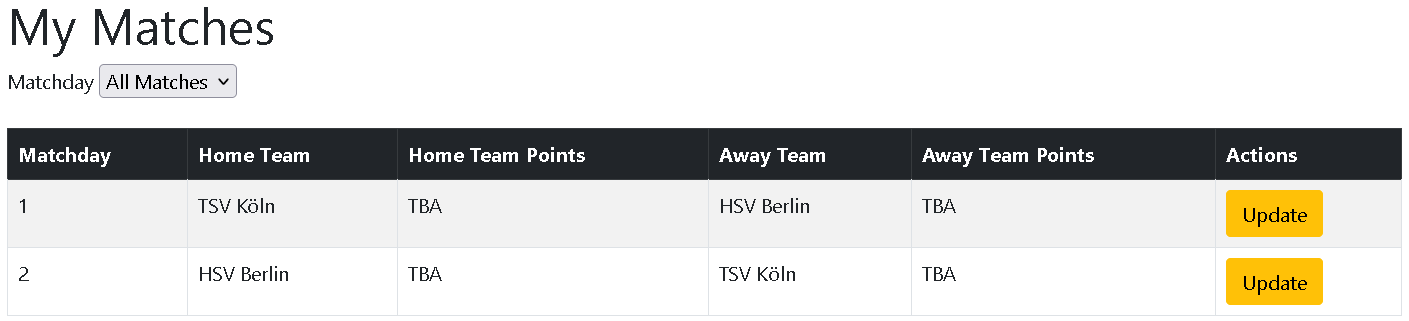 My Matches
Matchday All Matches
Matchday Home Team Home Team Points Away Team Away Team Points Actions
1 TSV Köln TBA HSV Berlin TBA Update
2 HSV Berlin TBA TSV Köln TBA Update